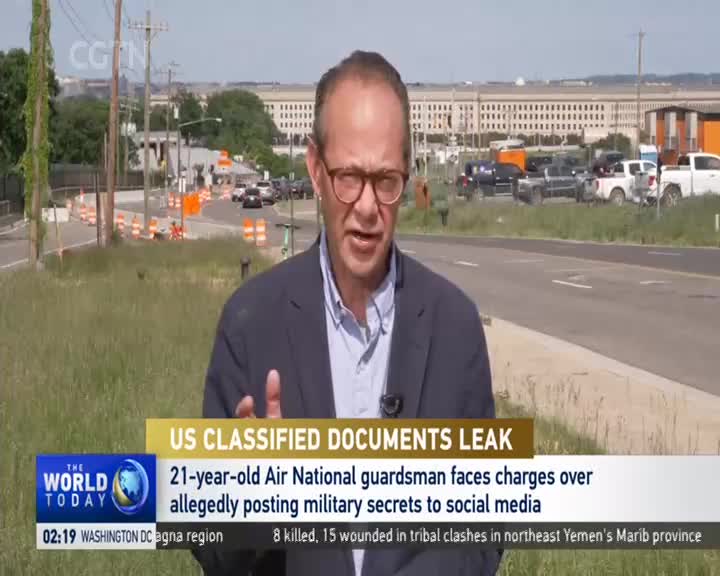 CGTN
US CLASSIFIED DOCUMENTS LEAK
THE
WORLD
TODAY
21-year-old Air National guardsman faces charges over
allegedly posting military secrets to social media
02:19 WASHINGTON DC
agna region 8 killed, 15 wounded in tribal clashes in northeast Yemen's Marib province